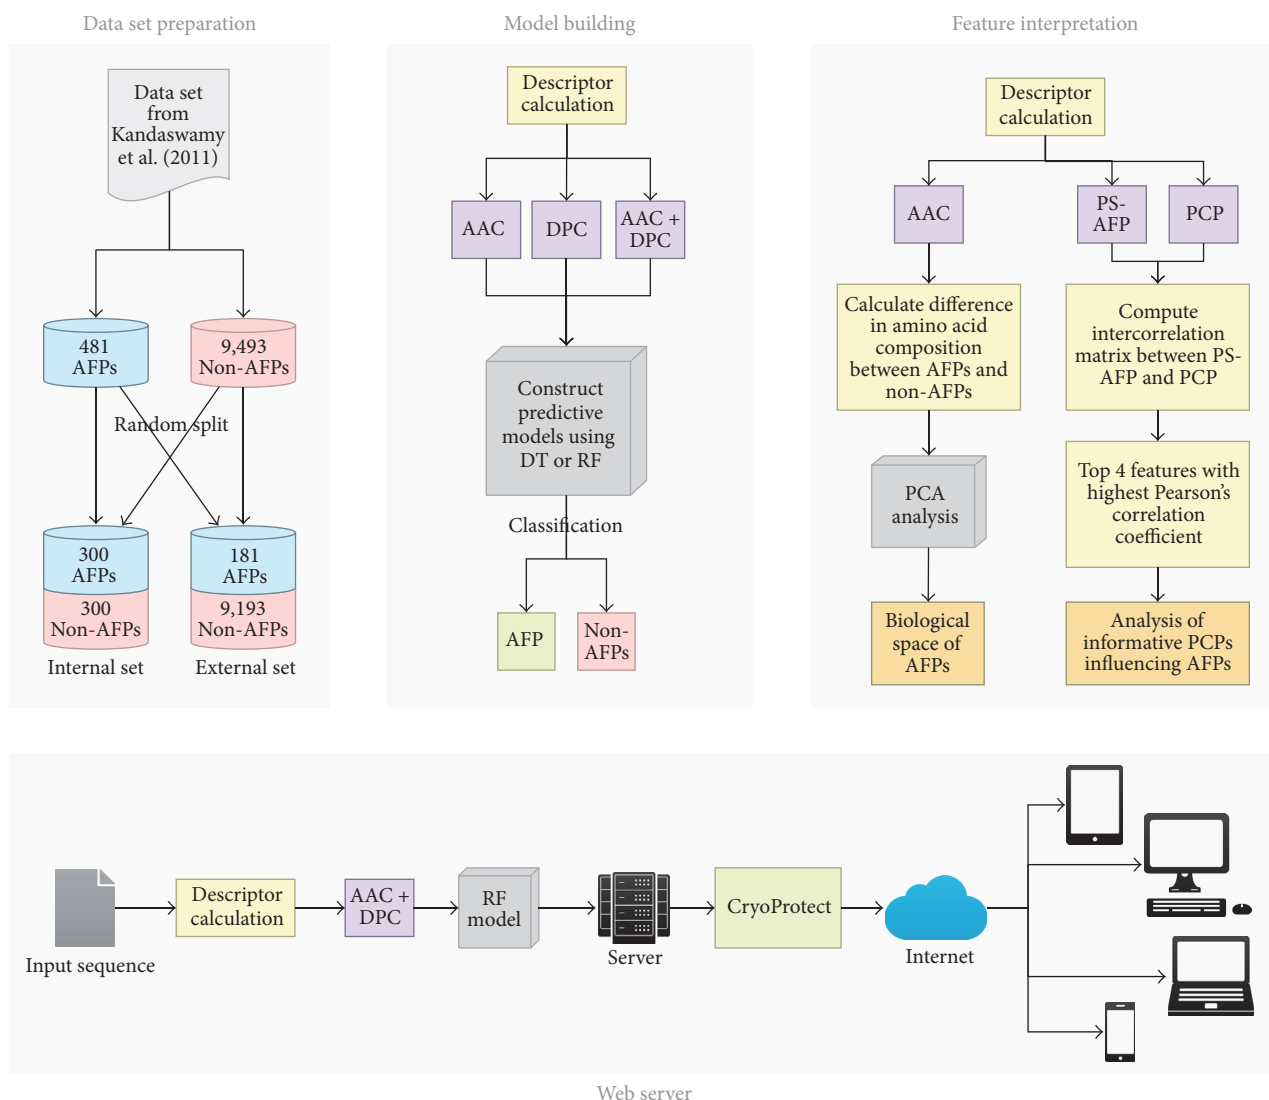 Data set preparation
Data set
from
Kandaswamy
et al. (2011)
481
AFPs
9,493
Non-AFPs
Random split
300
AFPs
300
Non-AFPs
Internal set
181
AFPs
9,193
Non-AFPs
External set
Model building
Descriptor
calculation
AAC
DPC
AAC +
DPC
Construct
predictive
models using
DT or RF
Classification
AFP
Non-
AFPs
Feature interpretation
Descriptor
calculation
AAC
PS-
AFP
PCP
Calculate difference
in amino acid
composition
between AFPs and
non-AFPs
PCA
analysis
Biological
space of
AFPs
Compute
intercorrelation
matrix between PS-
AFP and PCP
Top 4 features with
highest Pearson's
correlation
coefficient
Analysis of
informative PCPs
influencing AFPs
Input sequence
Descriptor
calculation
AAC +
DPC
RF
model
Server
CryoProtect
Internet
Web server